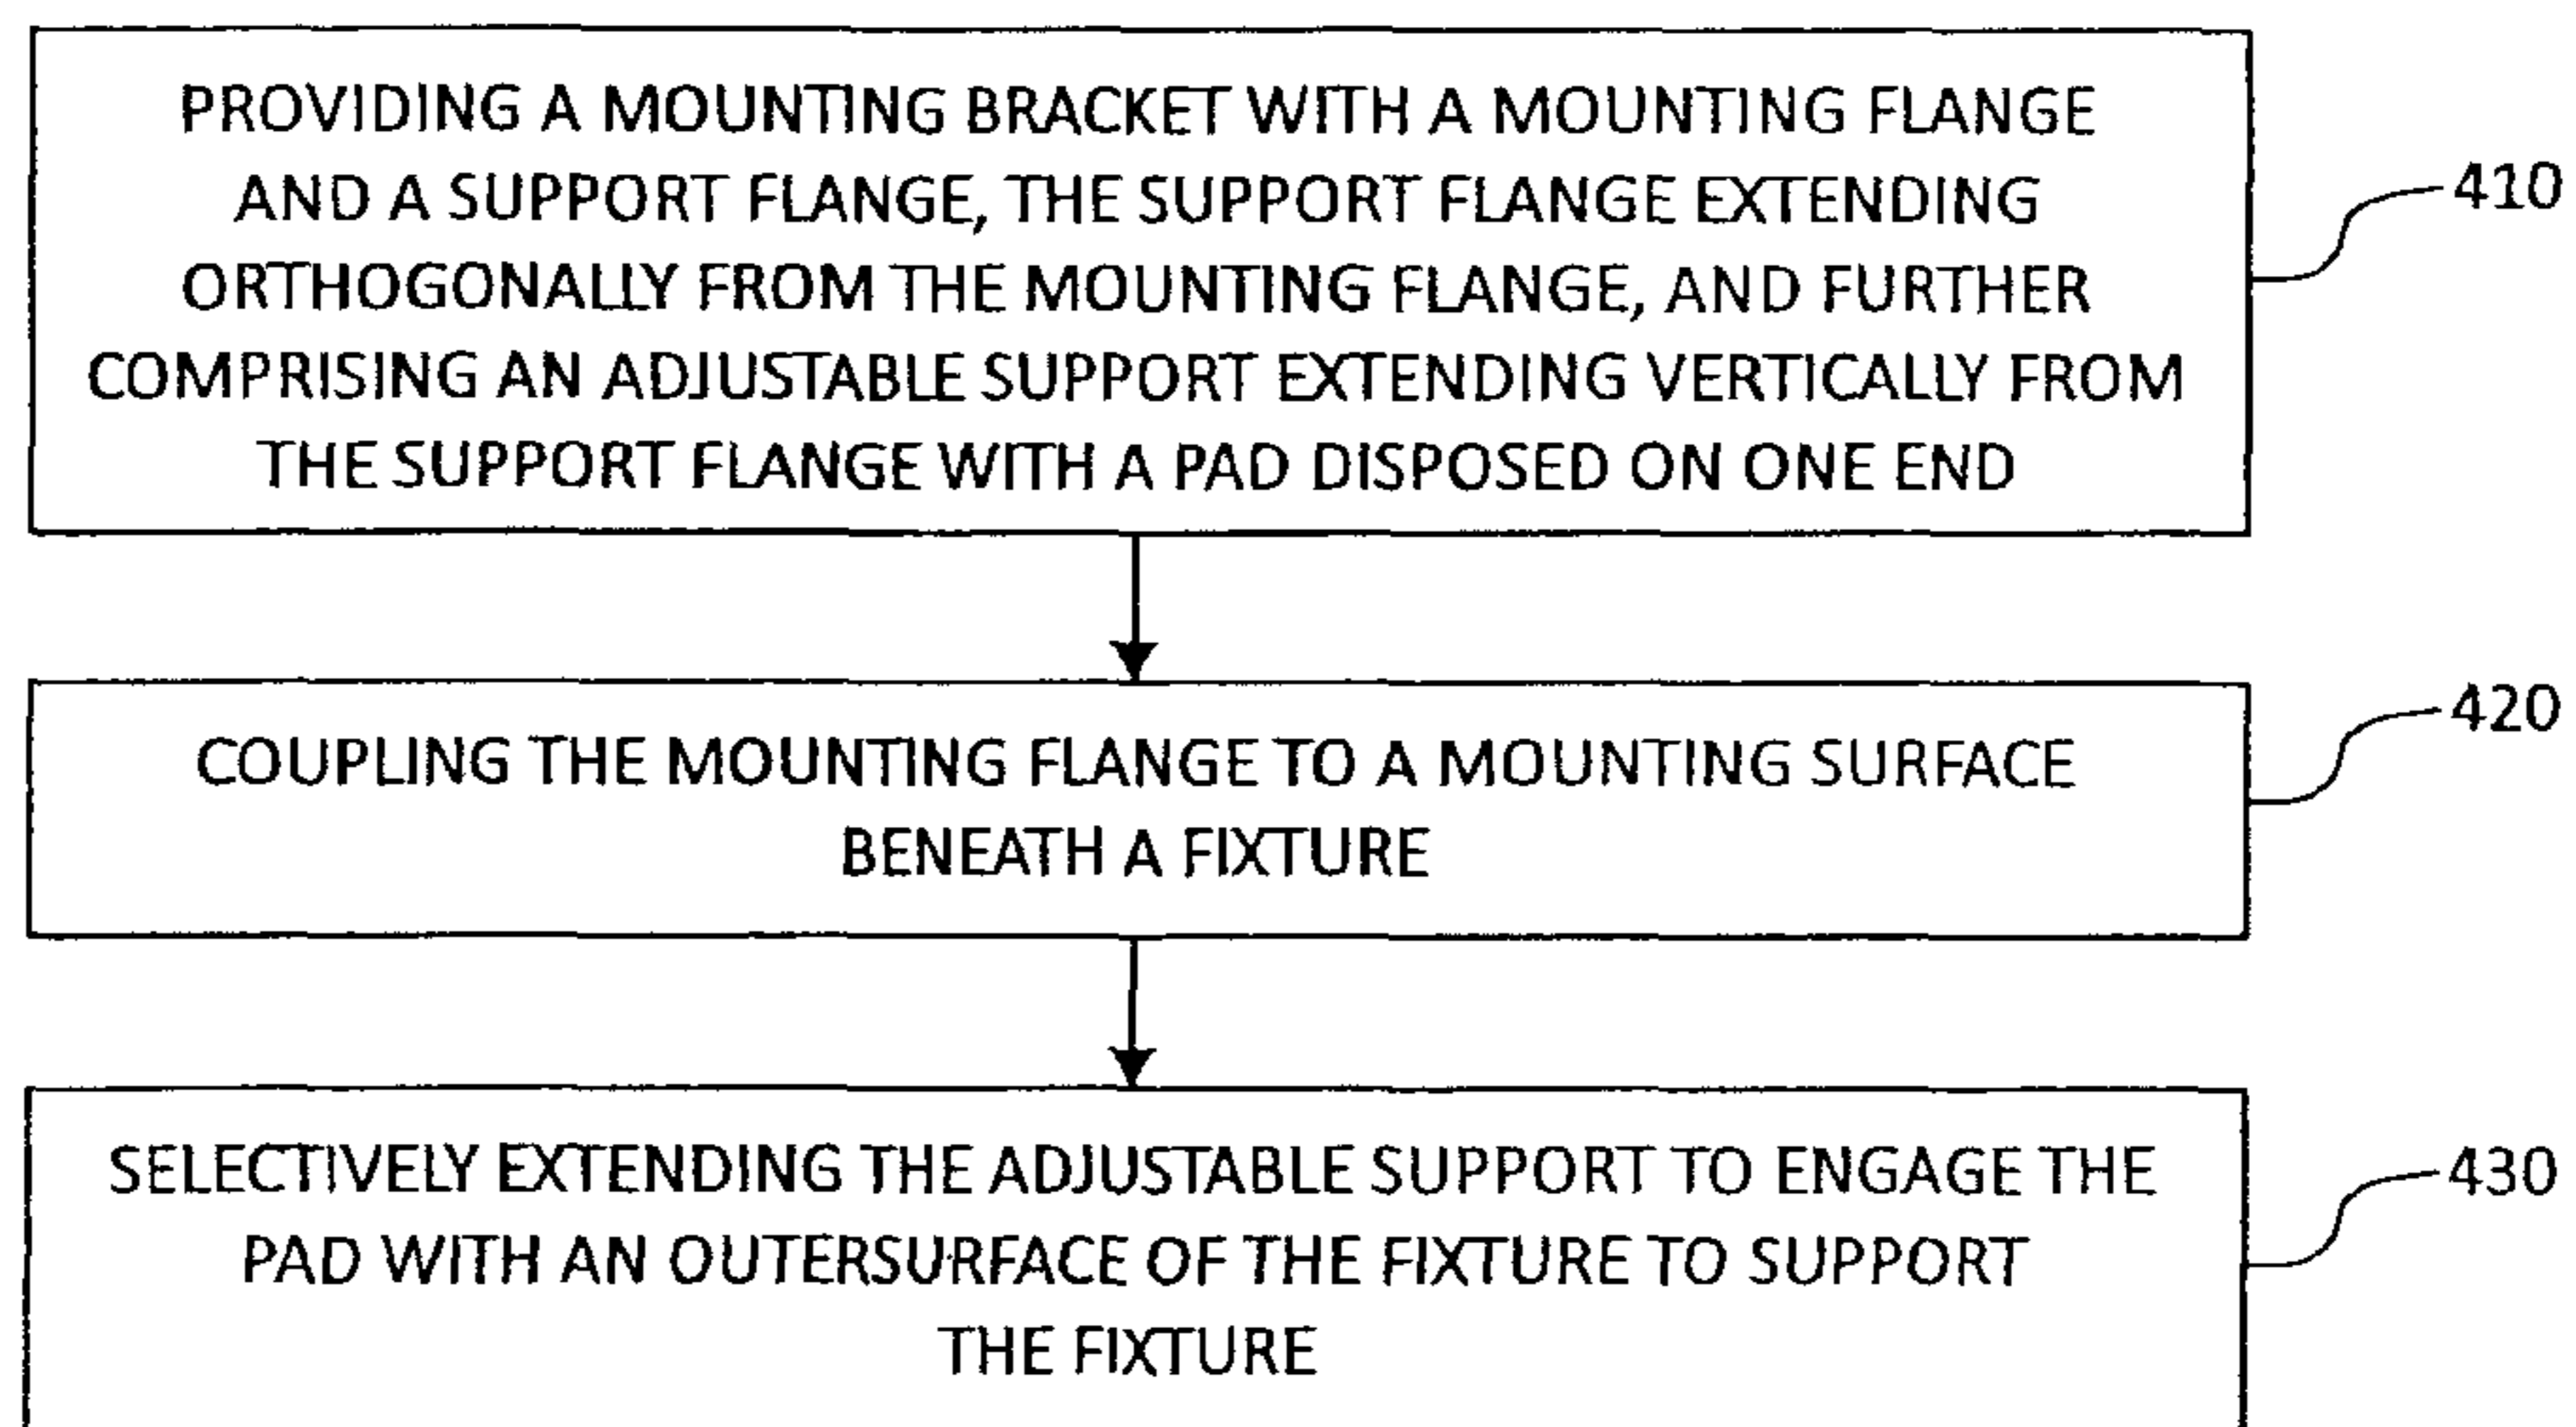 PROVIDING A MOUNTING BRACKET WITH A MOUNTING FLANGE
AND A SUPPORT FLANGE, THE SUPPORT FLANGE EXTENDING
ORTHOGONALLY FROM THE MOUNTING FLANGE, AND FURTHER
COMPRISING AN ADJUSTABLE SUPPORT EXTENDING VERTICALLY FROM
THE SUPPORT FLANGE WITH A PAD DISPOSED ON ONE END
410
COUPLING THE MOUNTING FLANGE TO A MOUNTING SURFACE
BENEATH A FIXTURE
420
SELECTIVELY EXTENDING THE ADJUSTABLE SUPPORT TO ENGAGE THE
PAD WITH AN OUTERSURFACE OF THE FIXTURE TO SUPPORT
THE FIXTURE
430